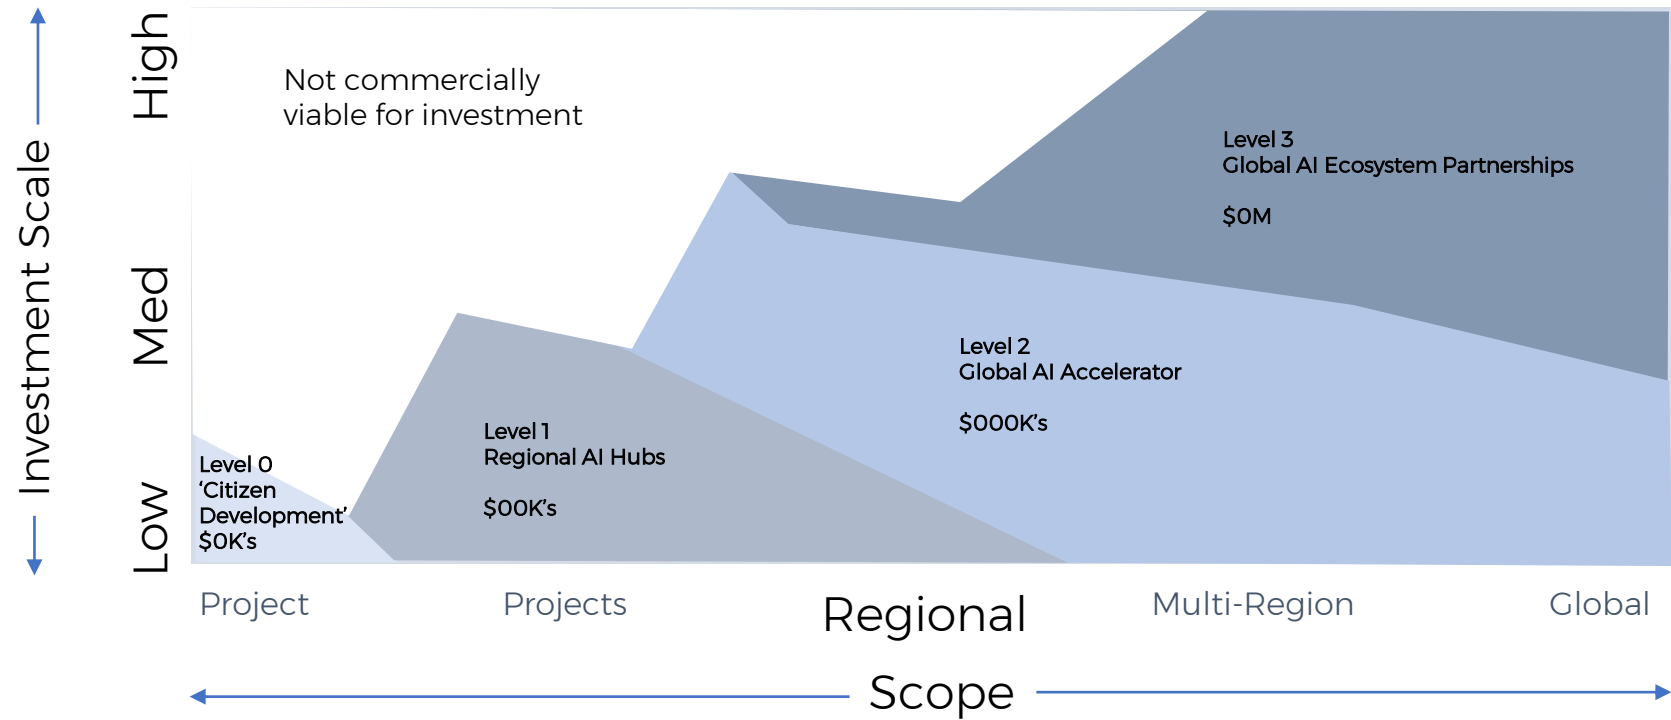 Investment Scale
High
Med
Low
Not commercially
viable for investment
Level 3
Global AI Ecosystem Partnerships
$0M
Level 2
Global AI Accelerator
$000K’s
Level 1
Regional AI Hubs
$00K’s
Level 0
‘Citizen
Development’
$0K’s
Project
Projects
Regional
Multi-Region
Global
Scope